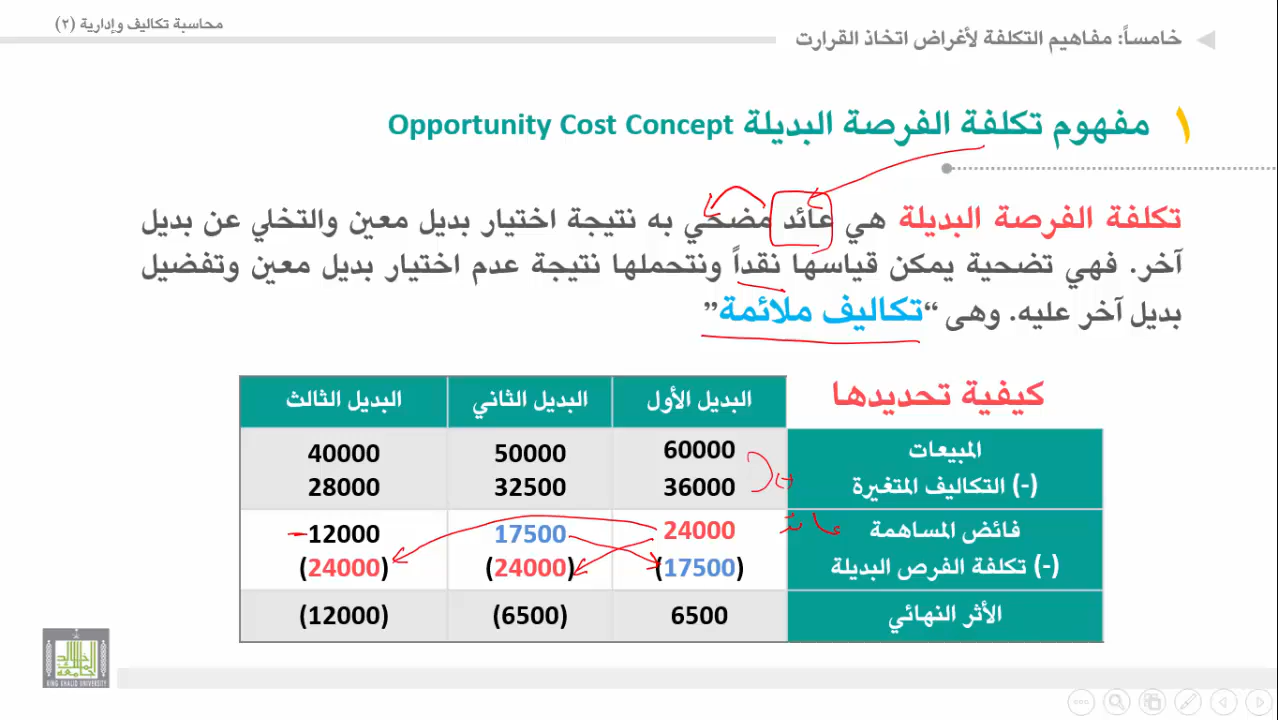 محاسبة تكاليف وإدارية (٢)
خامساً: مفاهيم التكلفة لأغراض اتخاذ القرارت
١ مفهوم تكلفة الفرصة البديلة Opportunity Cost Concept
تكلفة الفرصة البديلة هي عائد مضحي به نتيجة اختيار بديل معين والتخلي عن بديل
آخر. فهي تضحية يمكن قياسها نقداً ونتحملها نتيجة عدم اختيار بديل معين وتفضيل
بديل آخر عليه. وهى “تكاليف ملائمة”
كيفية تحديدها
البديل الأول البديل الثاني البديل الثالث
المبيعات 60000 50000 40000
(-) التكاليف المتغيرة 36000 32500 28000
(-)
فائض المساهمة 24000 17500 12000
عائد
(-) تكلفة الفرص البديلة (17500) (24000) (24000)
الأثر النهائي 6500 (6500) (12000)
KING KHALID UNIVERSITY